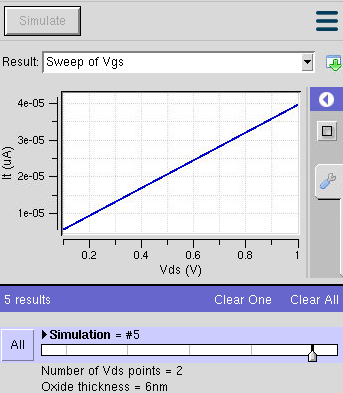 Simulate
Result: Sweep of Vgs
4e-05
3e-05
2e-05
1e-05
It (uA)
0.2 0.4 0.6 0.8 1
Vds (V)
5 results Clear One Clear All
All
Simulation = #5
Number of Vds points = 2
Oxide thickness = 6nm